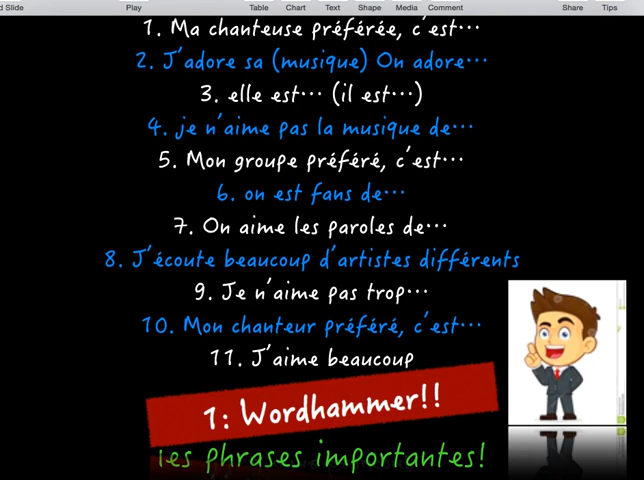 d Slide Play Table Chart Text Shape Media Comment Share Tips
1. Ma chanteuse préférée, c'est...
2. J'adore sa (musique) On adore...
3. elle est... (il est...)
4. je n'aime pas la musique de...
5. Mon groupe préféré, c'est...
6. on est fans de...
7. On aime les paroles de...
8. J'écoute beaucoup d'artistes différents
9. Je n'aime pas trop...
10. Mon chanteur préféré, c'est...
11. J'aime beaucoup
1: Wordhammer!!
les phrases importantes!